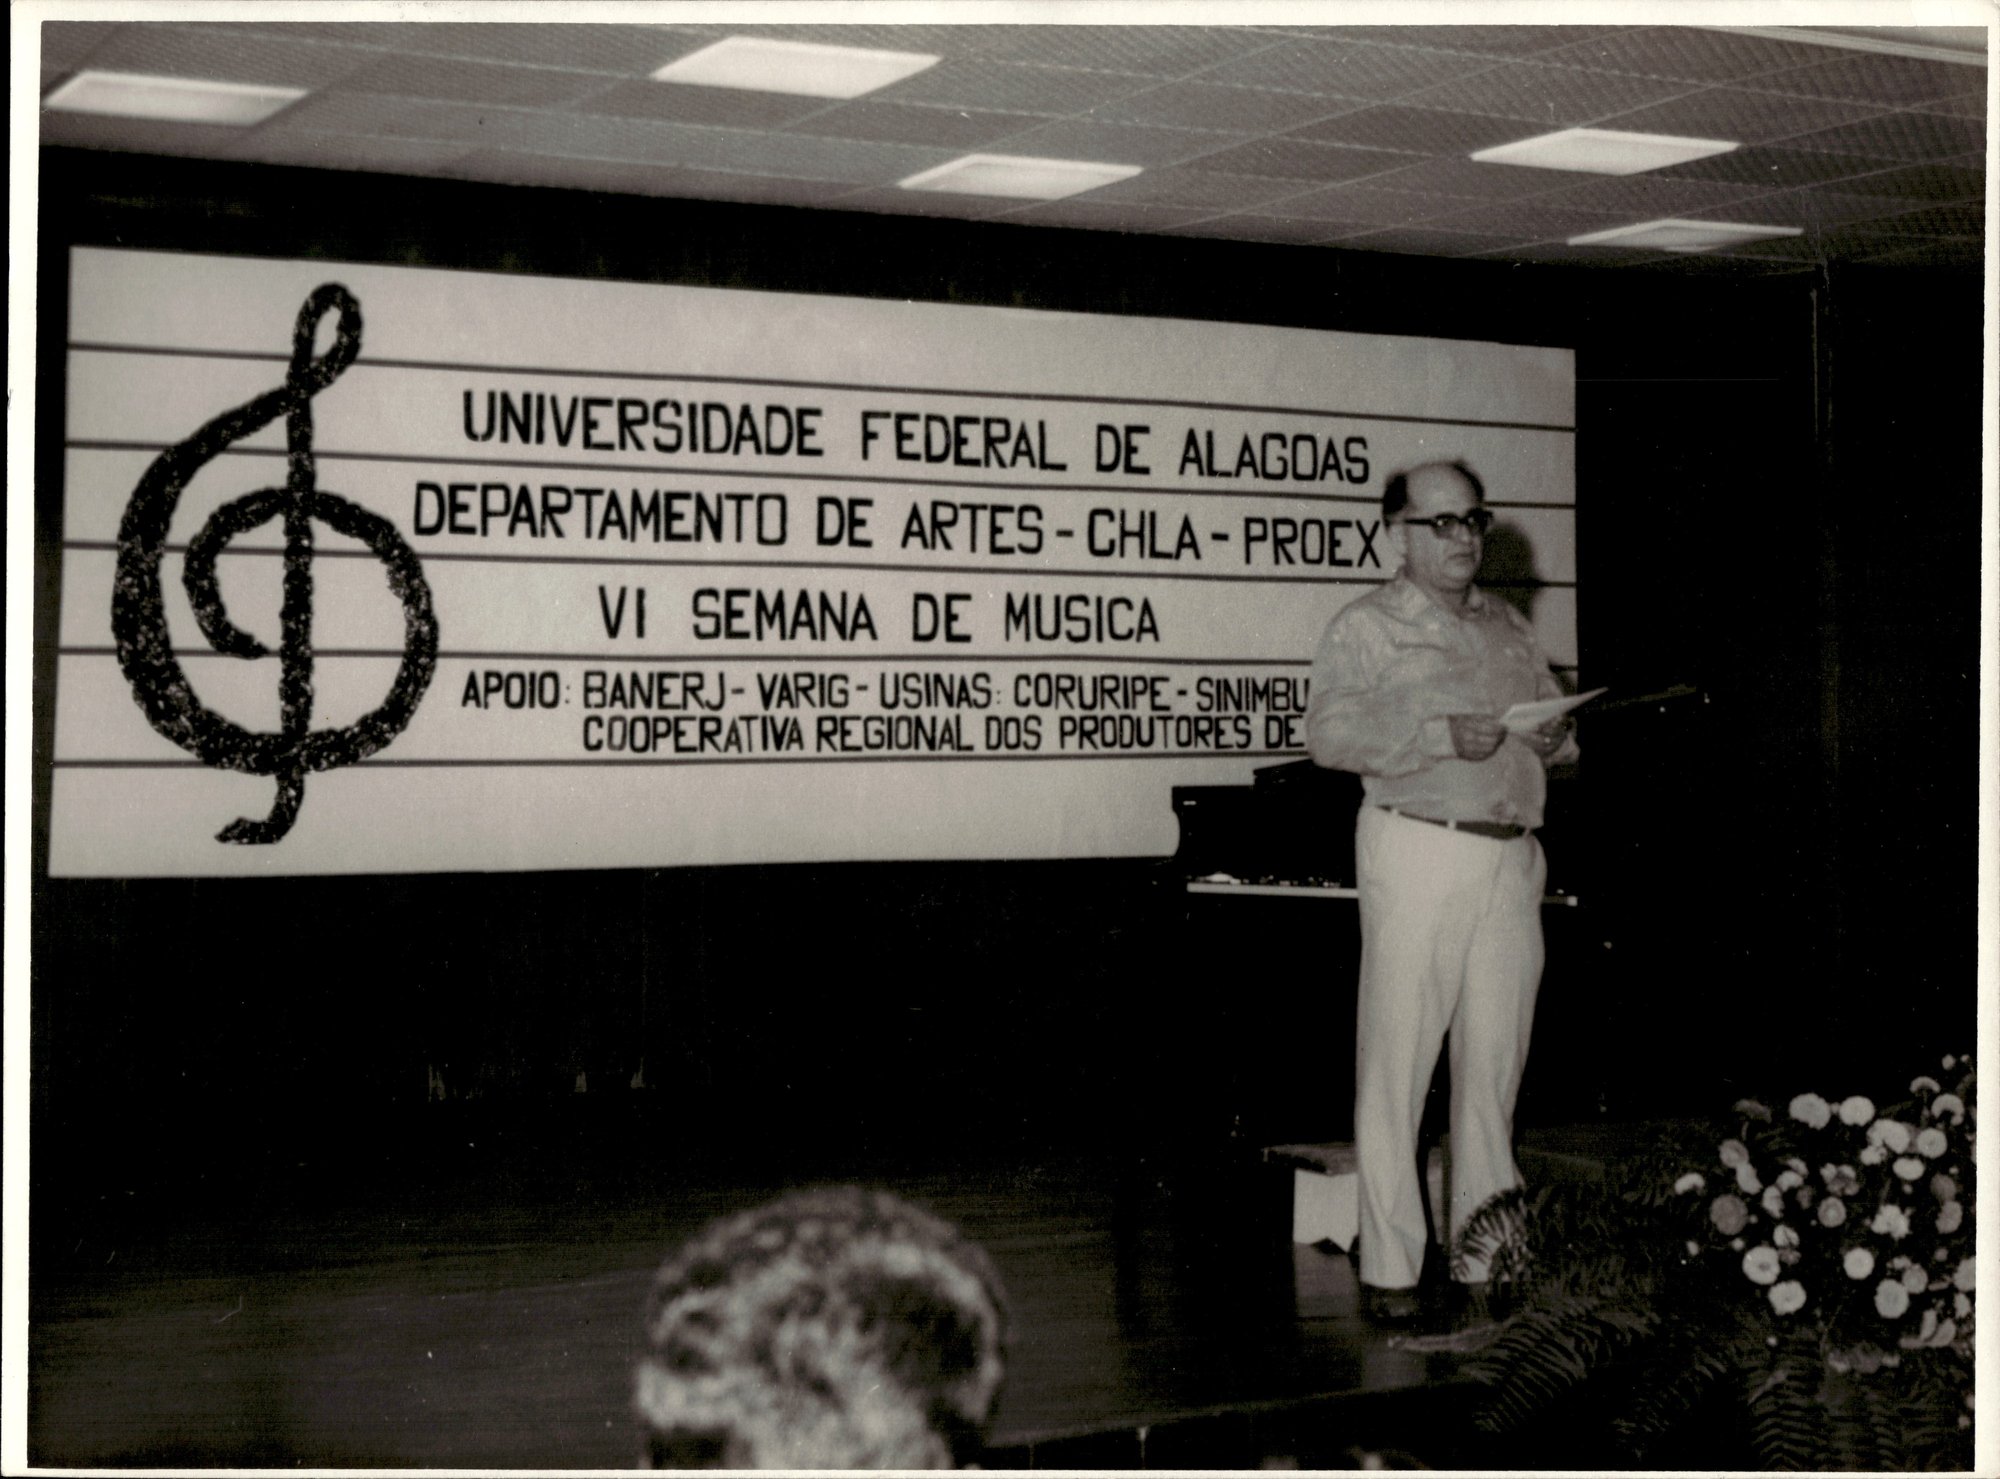 UNIVERSIDADE FEDERAL DE ALAGOAS
DEPARTAMENTO DE ARTES - CHLA - PROEX
VI SEMANA DE MUSICA
APOIO: BANERJ - VARIG - USINAS: CORURIPE - SINIMBU
COOPERATIVA REGIONAL DOS PRODUTORES DE